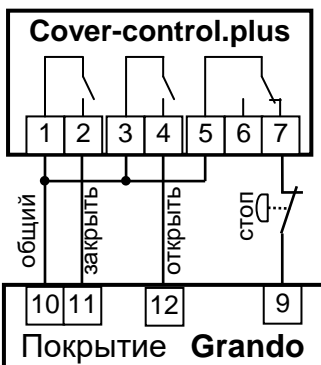 Cover-control.plus
1 2 3 4 5 6 7
общий
закрыть
открыть
стоп
10 11 12 9
Покрытие Grando